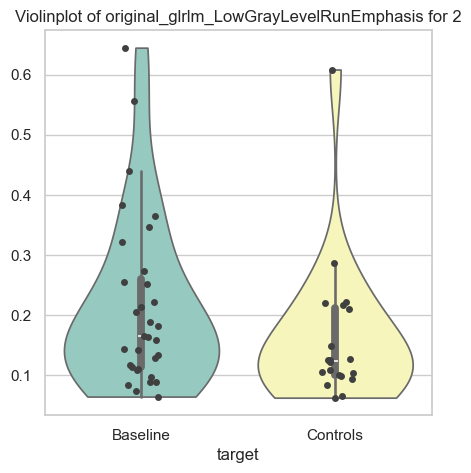 Violinplot of original_glrlm_LowGrayLevelRunEmphasis for 2
0.6
0.5
0.4
0.3
0.2
0.1
Baseline Controls
target